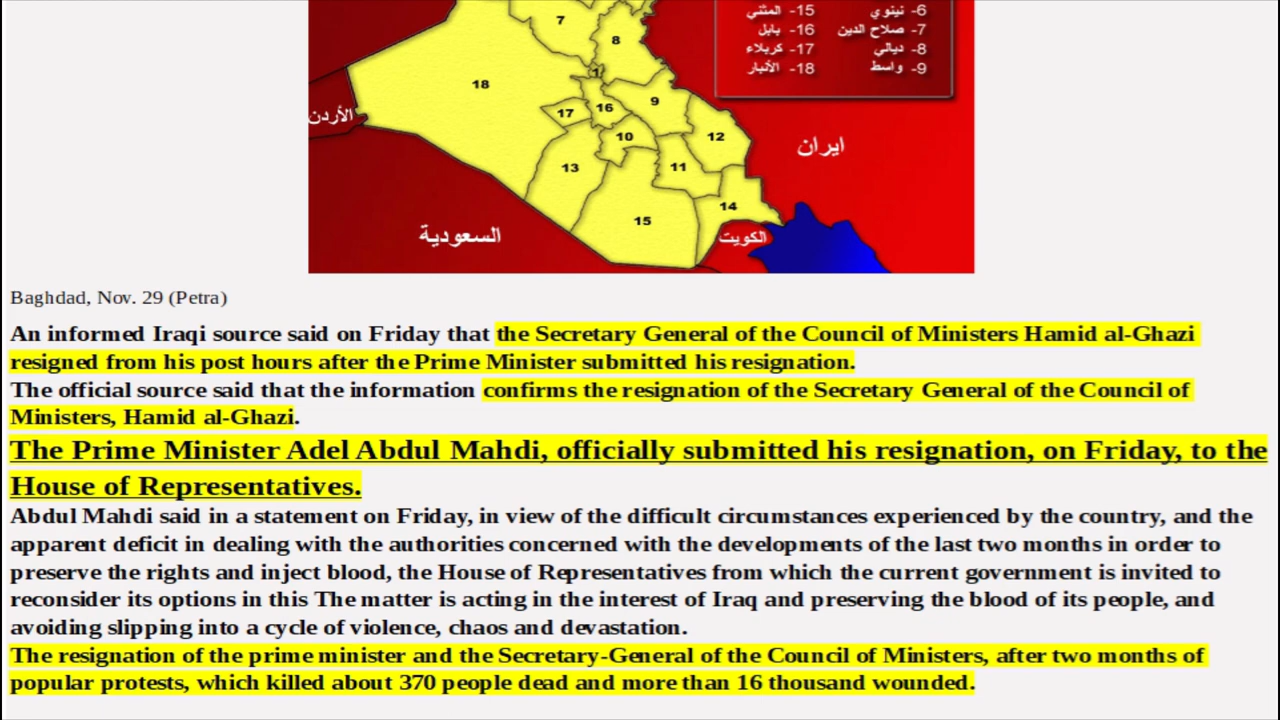 15- المثني
6- نينوي
16- بابل
7- صلاح الدين
17- كربلاء
8- ديالي
18- الأنبار
9- واسط
7
8
18
1
16
17
9
10
12
13
11
15
14
الأردن
ايران
السعودية
الكويت
Baghdad, Nov. 29 (Petra)
An informed Iraqi source said on Friday that the Secretary General of the Council of Ministers Hamid al-Ghazi
resigned from his post hours after the Prime Minister submitted his resignation.
The official source said that the information confirms the resignation of the Secretary General of the Council of
Ministers, Hamid al-Ghazi.
The Prime Minister Adel Abdul Mahdi, officially submitted his resignation, on Friday, to the
House of Representatives.
Abdul Mahdi said in a statement on Friday, in view of the difficult circumstances experienced by the country, and the
apparent deficit in dealing with the authorities concerned with the developments of the last two months in order to
preserve the rights and inject blood, the House of Representatives from which the current government is invited to
reconsider its options in this The matter is acting in the interest of Iraq and preserving the blood of its people, and
avoiding slipping into a cycle of violence, chaos and devastation.
The resignation of the prime minister and the Secretary-General of the Council of Ministers, after two months of
popular protests, which killed about 370 people dead and more than 16 thousand wounded.